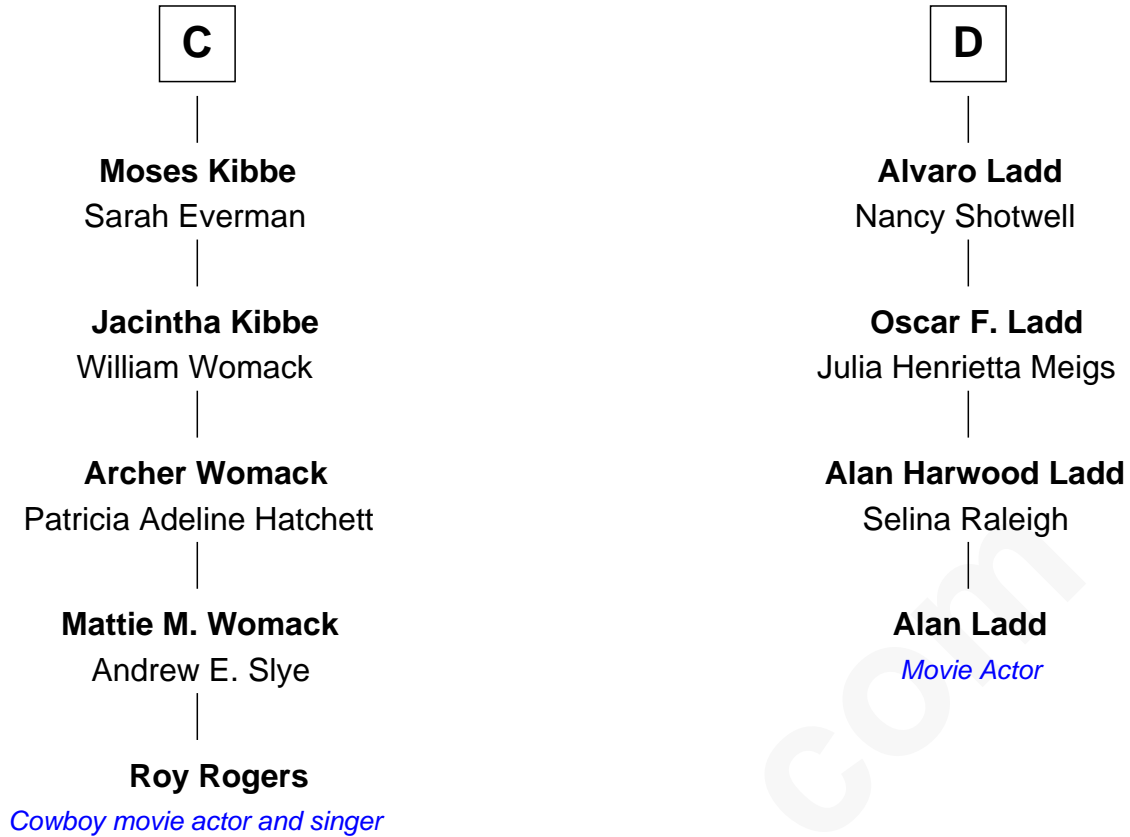 C
Moses Kibbe
Sarah Everman
Jacintha Kibbe
William Womack
Archer Womack
Patricia Adeline Hatchett
Mattie M. Womack
Andrew E. Slye
Roy Rogers
Cowboy movie actor and singer
D
Alvaro Ladd
Nancy Shotwell
Oscar F. Ladd
Julia Henrietta Meigs
Alan Harwood Ladd
Selina Raleigh
Alan Ladd
Movie Actor
com